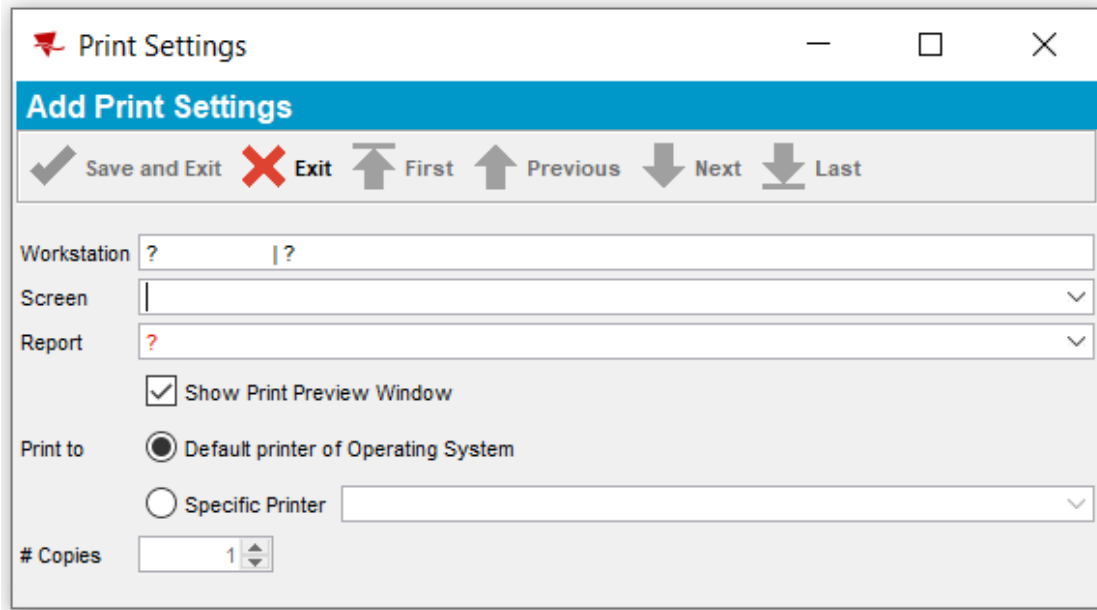 Print Settings
Add Print Settings
Save and Exit Exit First Previous Next Last
Workstation ? | ?
Screen
Report ?
Show Print Preview Window
Print to Default printer of Operating System
Specific Printer
# Copies 1